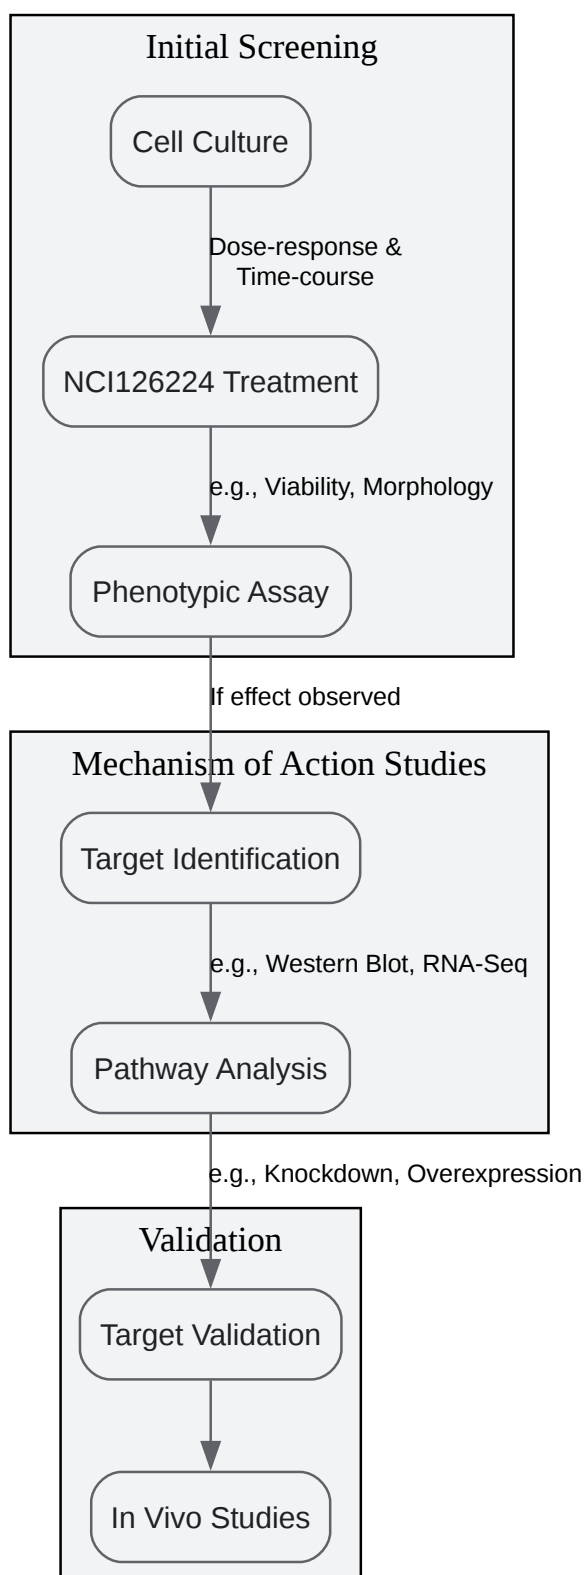 Initial Screening
Cell Culture
Dose-response &
Time-course
NCI126224 Treatment
e.g., Viability, Morphology
Phenotypic Assay
If effect observed
Mechanism of Action Studies
Target Identification
e.g., Western Blot, RNA-Seq
Pathway Analysis
e.g., Knockdown, Overexpression
Validation
Target Validation
In Vivo Studies